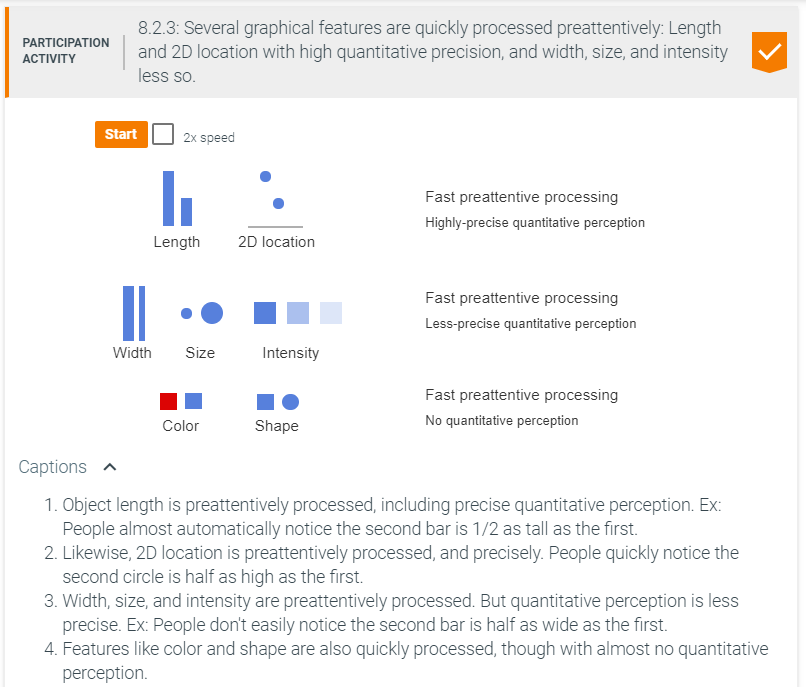 PARTICIPATION
ACTIVITY
8.2.3: Several graphical features are quickly processed preattentively: Length
and 2D location with high quantitative precision, and width, size, and intensity
less so.
Start
2x speed
Fast preattentive processing
Highly-precise quantitative perception
Length
2D location
Fast preattentive processing
Less-precise quantitative perception
Width
Size
Intensity
Fast preattentive processing
No quantitative perception
Color
Shape
Captions
1. Object length is preattentively processed, including precise quantitative perception. Ex:
People almost automatically notice the second bar is 1/2 as tall as the first.
2. Likewise, 2D location is preattentively processed, and precisely. People quickly notice the
second circle is half as high as the first.
3. Width, size, and intensity are preattentively processed. But quantitative perception is less
precise. Ex: People don't easily notice the second bar is half as wide as the first.
4. Features like color and shape are also quickly processed, though with almost no quantitative
perception.